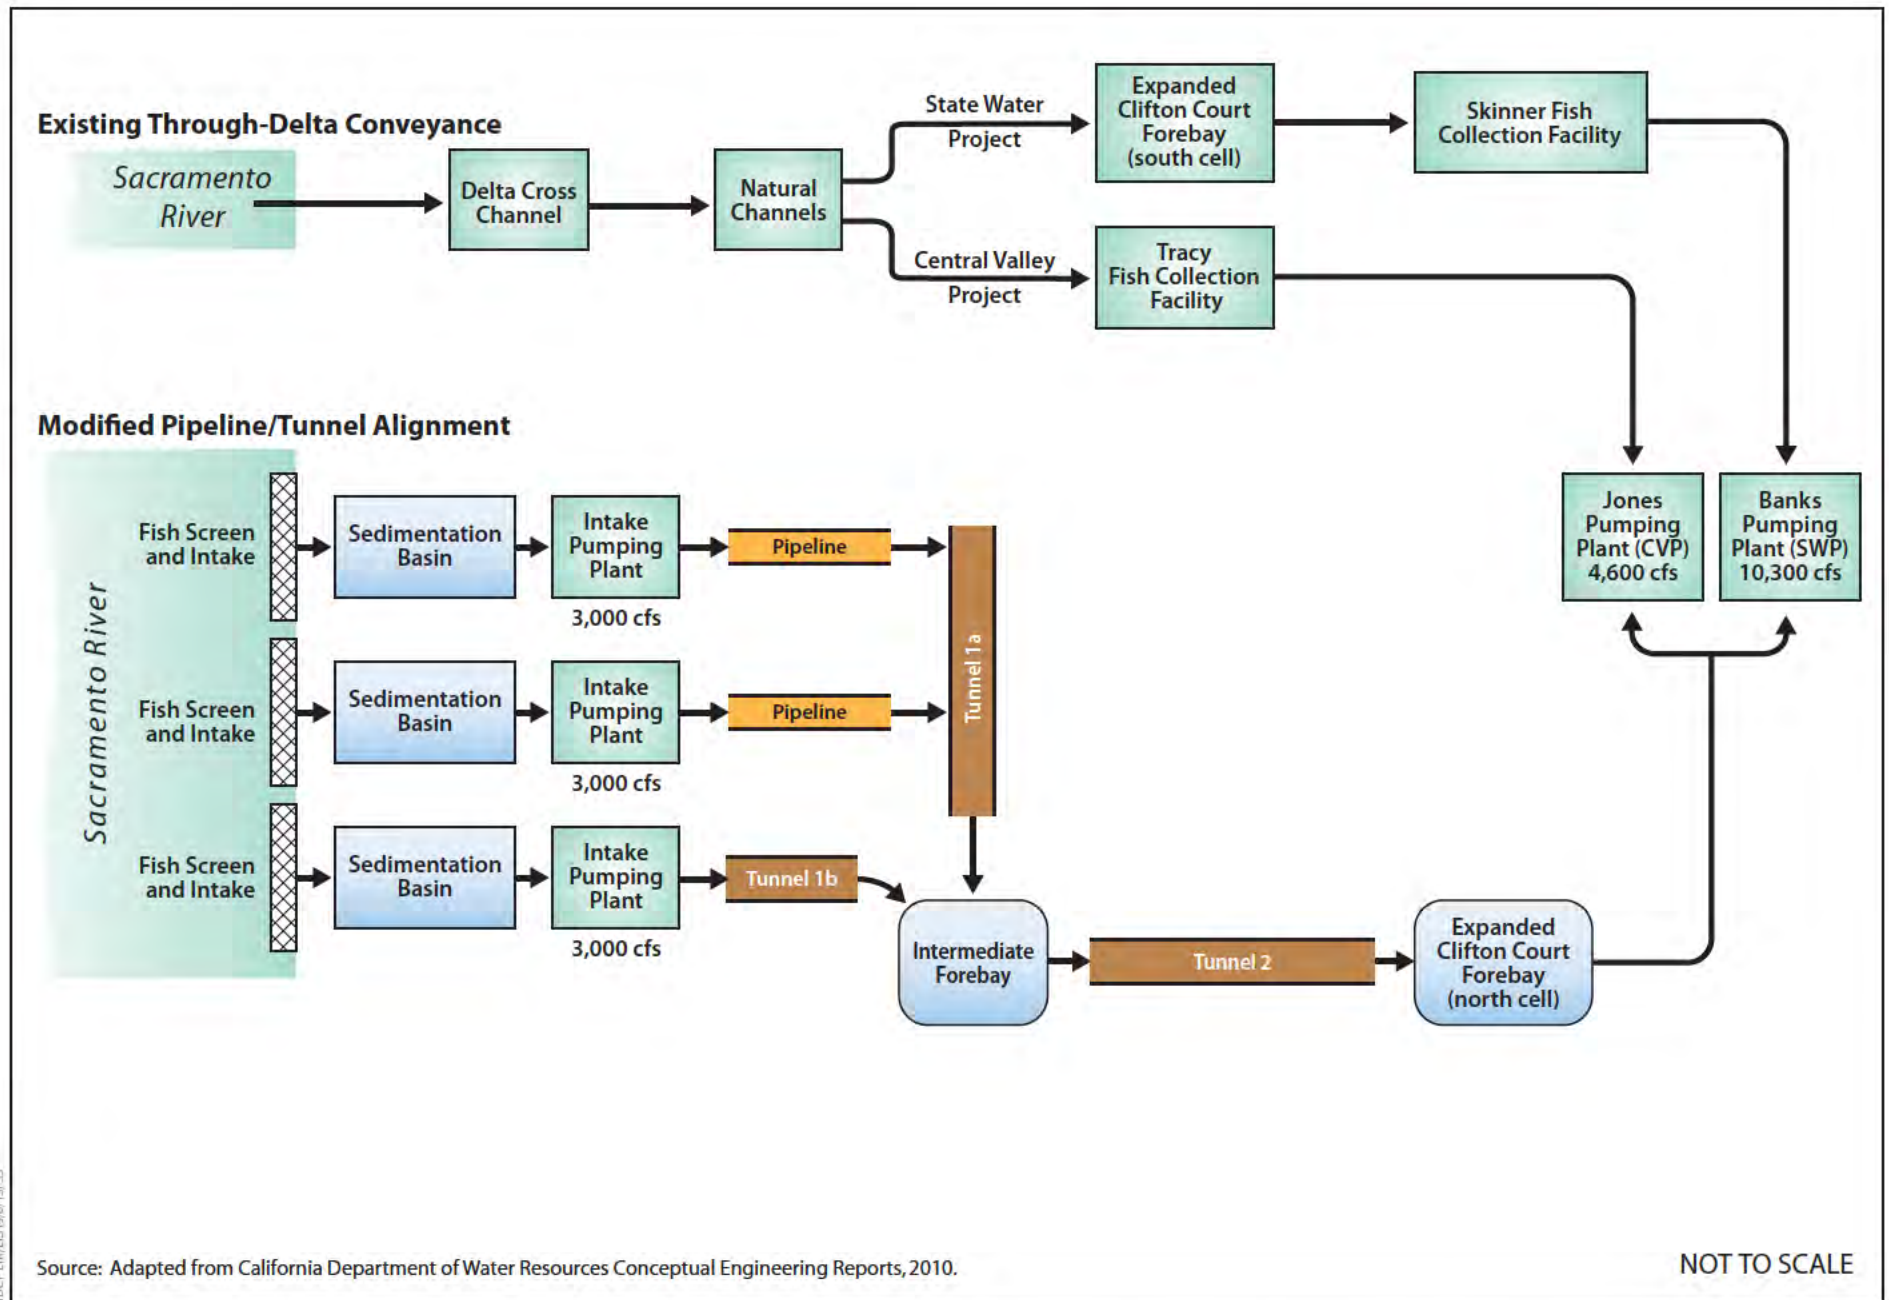 Existing Through-Delta Conveyance
Sacramento
River
Delta Cross
Channel
Natural
Channels
State Water
Project
Central Valley
Project
Expanded
Clifton Court
Forebay
(south cell)
Skinner Fish
Collection Facility
Tracy
Fish Collection
Facility
Jones
Pumping
Plant (CVP)
4,600 cfs
Banks
Pumping
Plant (SWP)
10,300 cfs
Modified Pipeline/Tunnel Alignment
Sacramento River
Fish Screen
and Intake
Sedimentation
Basin
Intake
Pumping
Plant
3,000 cfs
Pipeline
Fish Screen
and Intake
Sedimentation
Basin
Intake
Pumping
Plant
3,000 cfs
Pipeline
Tunnel 1a
Fish Screen
and Intake
Sedimentation
Basin
Intake
Pumping
Plant
3,000 cfs
Tunnel 1b
Intermediate
Forebay
Tunnel 2
Expanded
Clifton Court
Forebay
(north cell)
Source: Adapted from California Department of Water Resources Conceptual Engineering Reports, 2010.
NOT TO SCALE